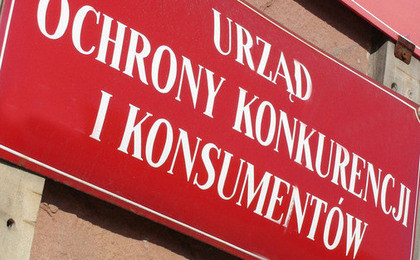 URZĄD
OCHRONY KONKURENCJI
I KONSUMENTÓW